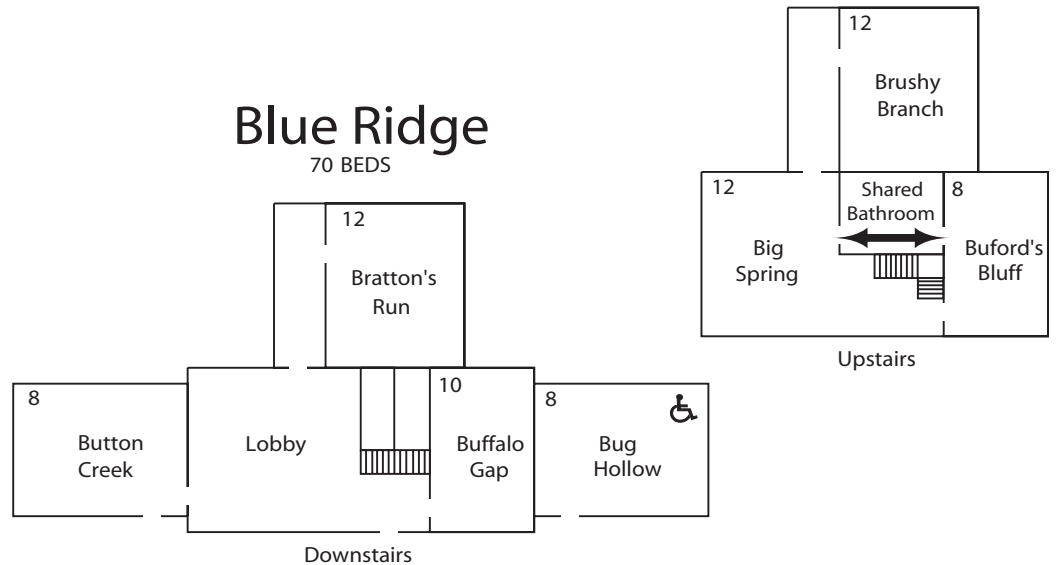 Blue Ridge
70 BEDS
12
Bratton's
Run
8
Button
Creek
Lobby
10
Buffalo
Gap
8
Bug
Hollow
Downstairs
12
Brushy
Branch
12
Big
Spring
Shared
Bathroom
8
Buford's
Bluff
Upstairs